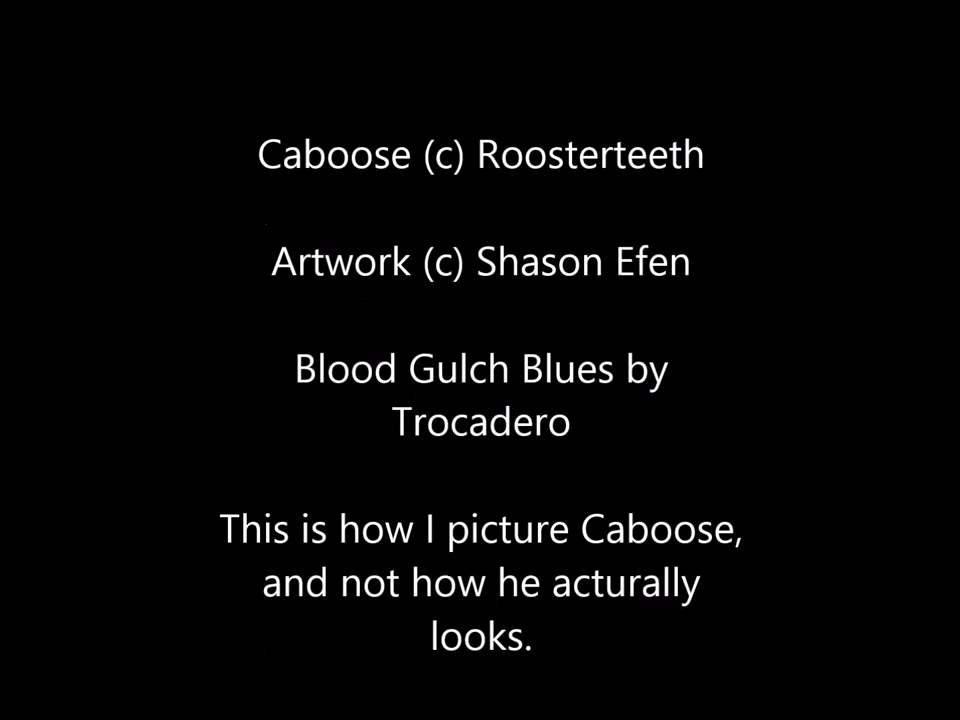 Caboose (c) Roosterteeth
Artwork (c) Shason Efen
Blood Gulch Blues by
Trocadero
This is how I picture Caboose,
and not how he acturally
looks.